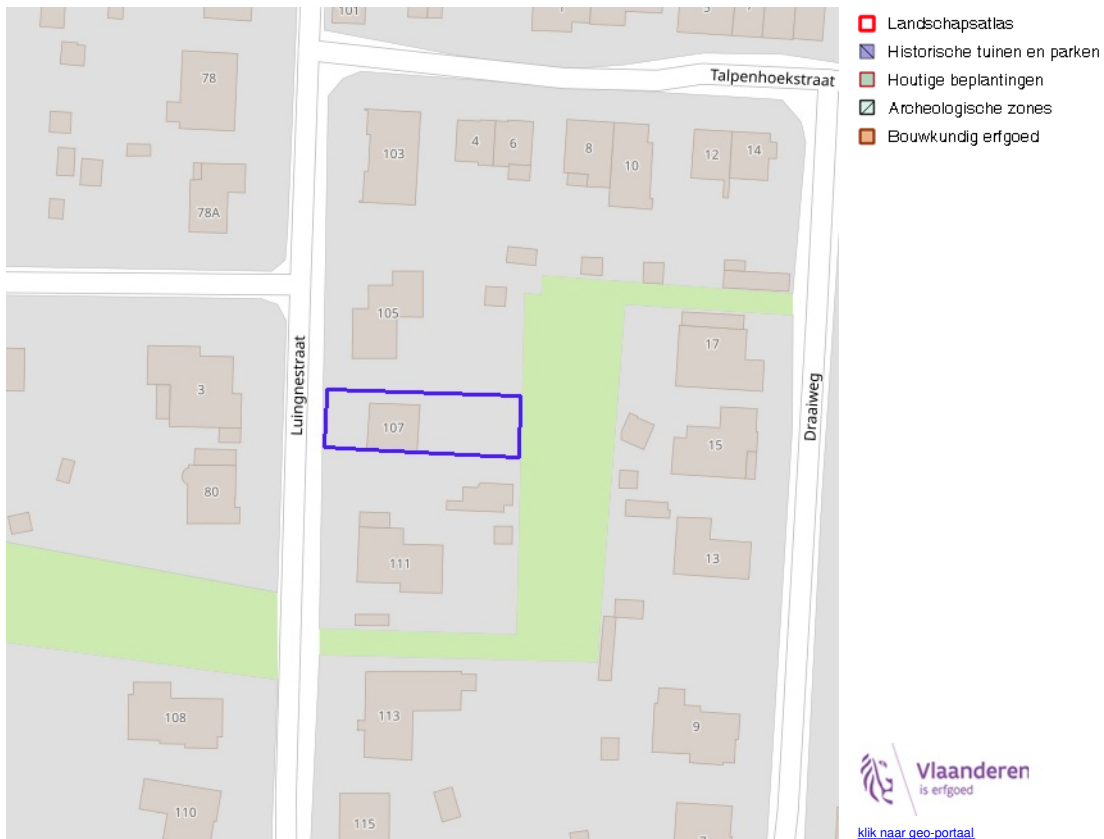 101
78
Talpenhoekstraat
103
4
6
8
10
12
14
78A
105
17
Luingnestraat
3
107
Draaiweg
15
80
111
13
108
113
9
110
115
Landschapsatlas
Historische tuinen en parken
Houtige beplantingen
Archeologische zones
Bouwkundig erfgoed
Vlaanderen
is erfgoed
klik naar geo-portaal